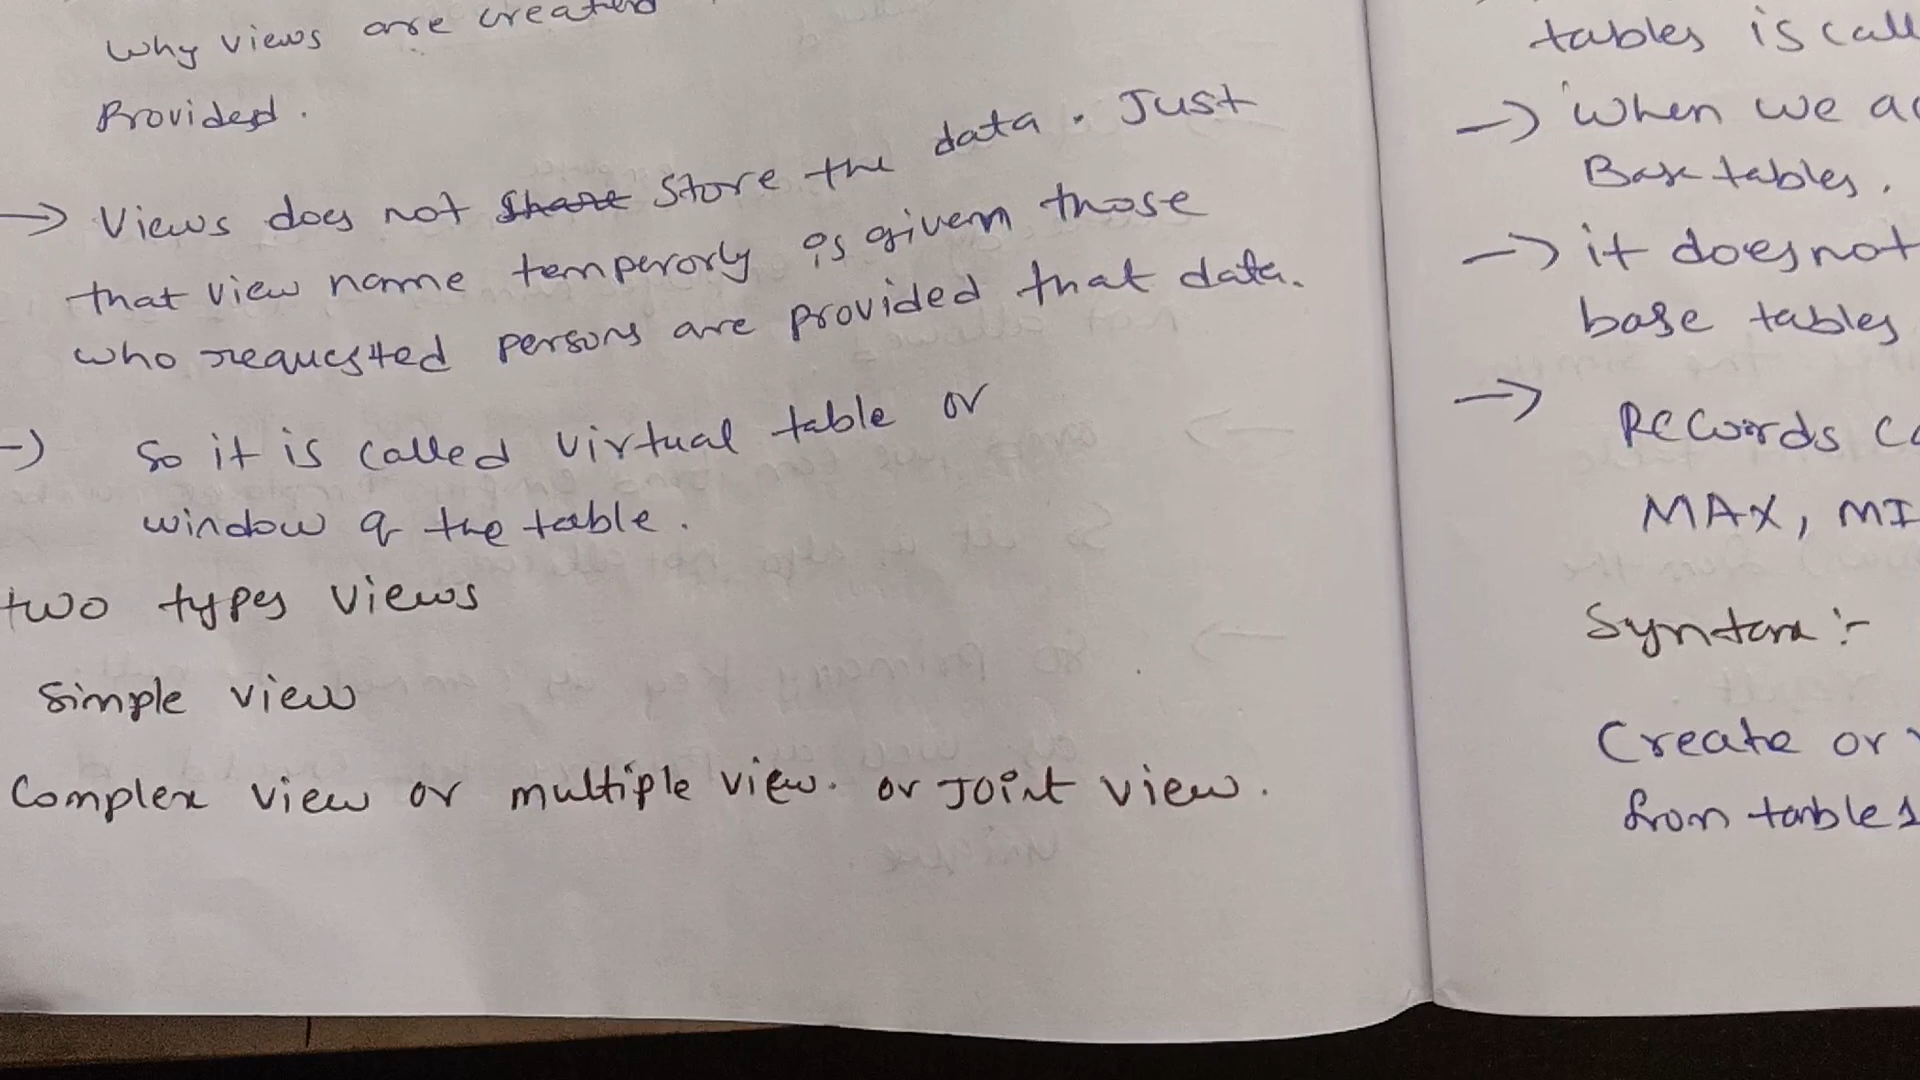 Why views are created
Provided.
→ Views does not Share Store the data. Just
that view name temperorly is given those
who requested persons are provided that data.
→) So it is called virtual table or
window of the table.
two types views
Simple view
Complex view or multiple view. or Joint view.
tables is call
→) when we a
Base tables.
→) it does not
base tables
→ Records c
MAX, MI
Syntax :-
Create or
from table1